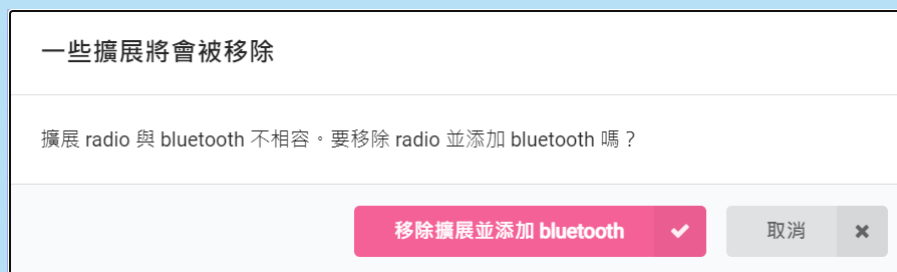 一些擴展將會被移除
擴展 radio 與 bluetooth 不相容。要移除 radio 並添加 bluetooth 嗎？
移除擴展並添加 bluetooth
取消